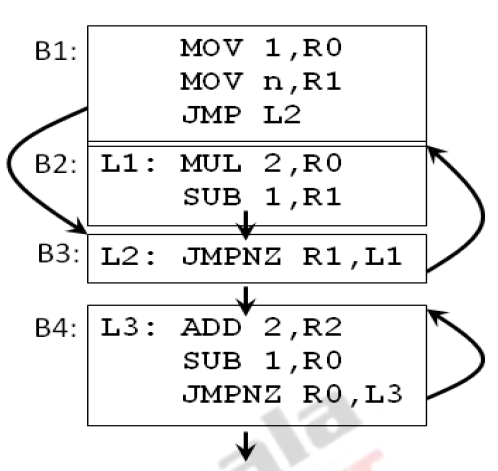 B1: MOV 1,R0
MOV n,R1
JMP L2
B2: L1: MUL 2,R0
SUB 1,R1
B3: L2: JMPNZ R1,L1
B4: L3: ADD 2,R2
SUB 1,R0
JMPNZ R0,L3